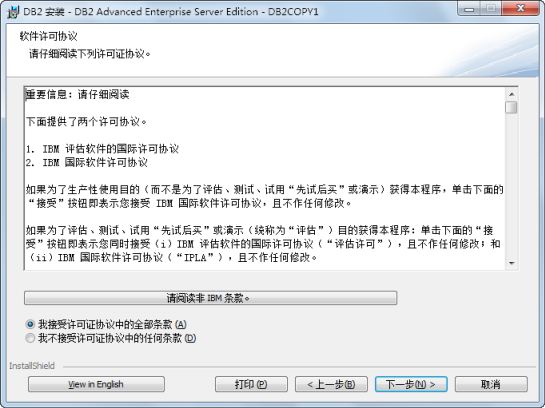 DB2 安装 - DB2 Advanced Enterprise Server Edition - DB2COPY1
软件许可协议
请仔细阅读下列许可证协议。
重要信息：请仔细阅读
下面提供了两个许可协议。
1. IBM 评估软件的国际许可协议
2. IBM 国际软件许可协议
如果为了生产性使用目的（而不是为了评估、测试、试用“先试后买”或演示）获得本程序，单击下面的
“接受”按钮即表示您接受 IBM 国际软件许可协议，且不作任何修改。
如果为了评估、测试、试用“先试后买”或演示（统称为“评估”）目的获得本程序：单击下面的“接
受”按钮即表示您同时接受（i）IBM 评估软件的国际许可协议（“评估许可”），且不作任何修改；和
（ii）IBM 国际软件许可协议（“IPLA”），且不作任何修改。
请阅读非 IBM 条款。
我接受许可证协议中的全部条款 (A)
我不接受许可证协议中的任何条款 (D)
InstallShield
View in English 打印 (P) < 上一步(B) 下一步(N) > 取消